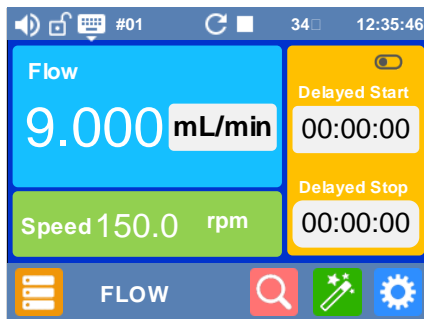 #01 34□ 12:35:46
Flow
9.000 mL/min
Delayed Start
00:00:00
Delayed Stop
00:00:00
Speed 150.0 rpm
FLOW